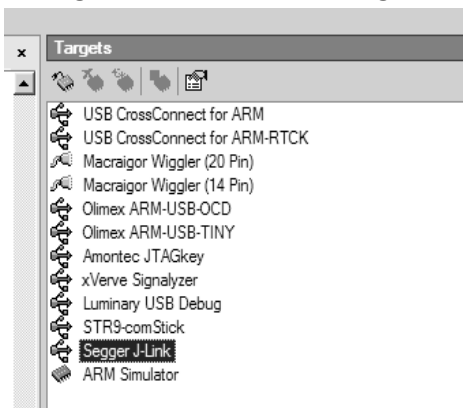 Targets
USB CrossConnect for ARM
USB CrossConnect for ARM-RTCK
Macraigor Wiggler (20 Pin)
Macraigor Wiggler (14 Pin)
Olimex ARM-USB-OCD
Olimex ARM-USB-TINY
Amontec JTAGkey
xVerve Signalyzer
Luminary USB Debug
STR9-comStick
Segger J-Link
ARM Simulator